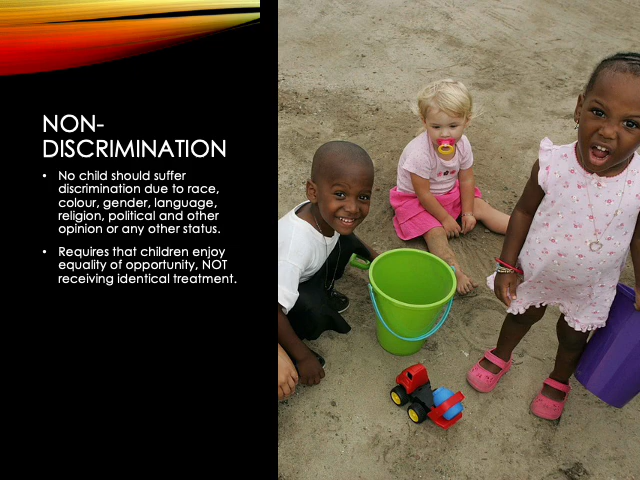 NON-
DISCRIMINATION
• No child should suffer
discrimination due to race,
colour, gender, language,
religion, political and other
opinion or any other status.
• Requires that children enjoy
equality of opportunity, NOT
receiving identical treatment.